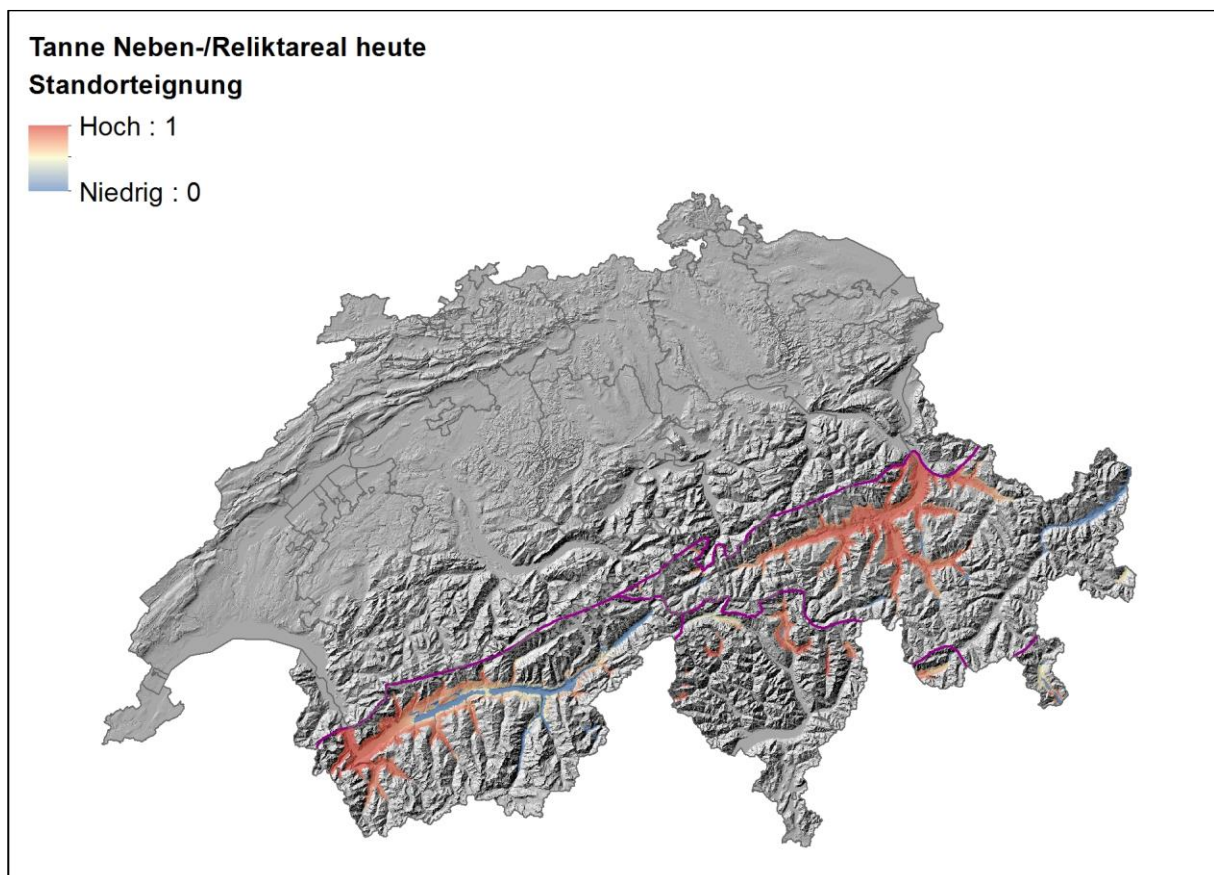 Tanne Neben-/Reliktareal heute
Standorteignung
Hoch : 1
Niedrig : 0